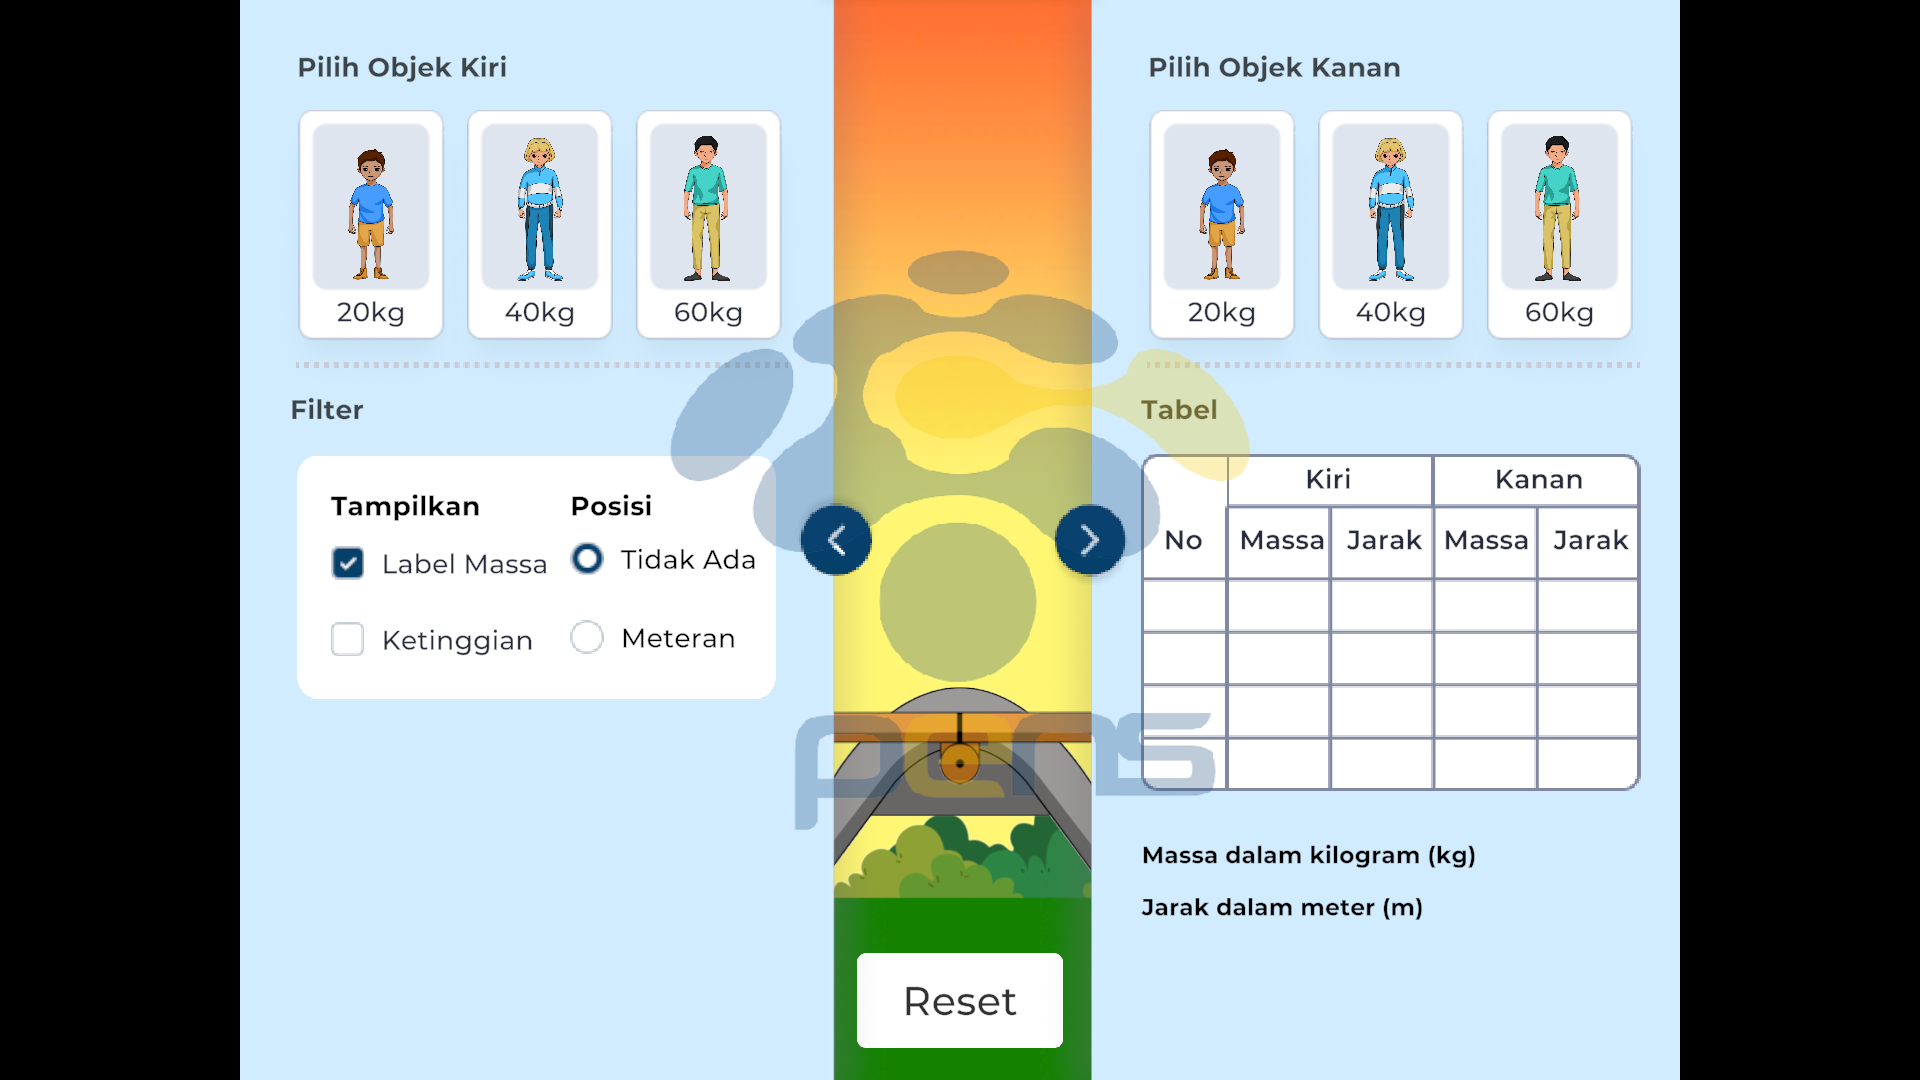 Pilih Objek Kiri
20kg
40kg
60kg
Filter
Tampilkan
Posisi
Label Massa
Tidak Ada
Ketinggian
Meteran
Pilih Objek Kanan
20kg
40kg
60kg
Tabel
Kiri
Kanan
No
Massa
Jarak
Massa
Jarak
Massa dalam kilogram (kg)
Jarak dalam meter (m)
Reset
PENS